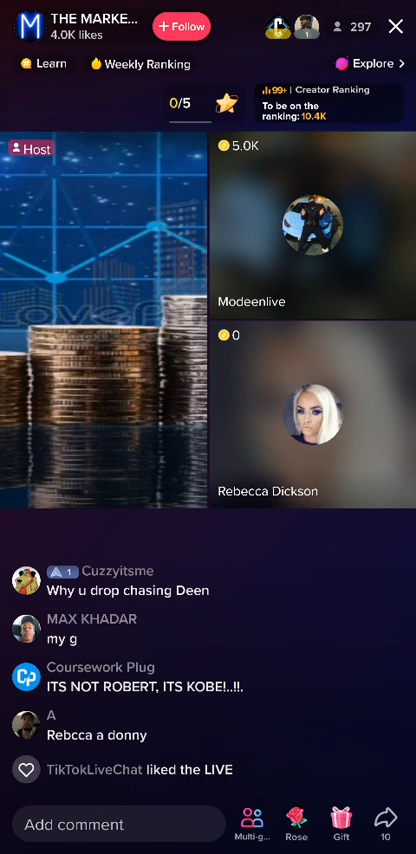 M THE MARKE...
4.0K likes
+ Follow
297
Learn
Weekly Ranking
Explore >
0/5
99+ | Creator Ranking
To be on the
ranking: 10.4K
Host
5.0K
Modeenlive
0
Rebecca Dickson
1 Cuzzyitsme
Why u drop chasing Deen
MAX KHADAR
my g
Cp Coursework Plug
ITS NOT ROBERT, ITS KOBE!..!!.
A
Rebcca a donny
TikTokLiveChat liked the LIVE
Add comment
Multi-g...
Rose
Gift
10